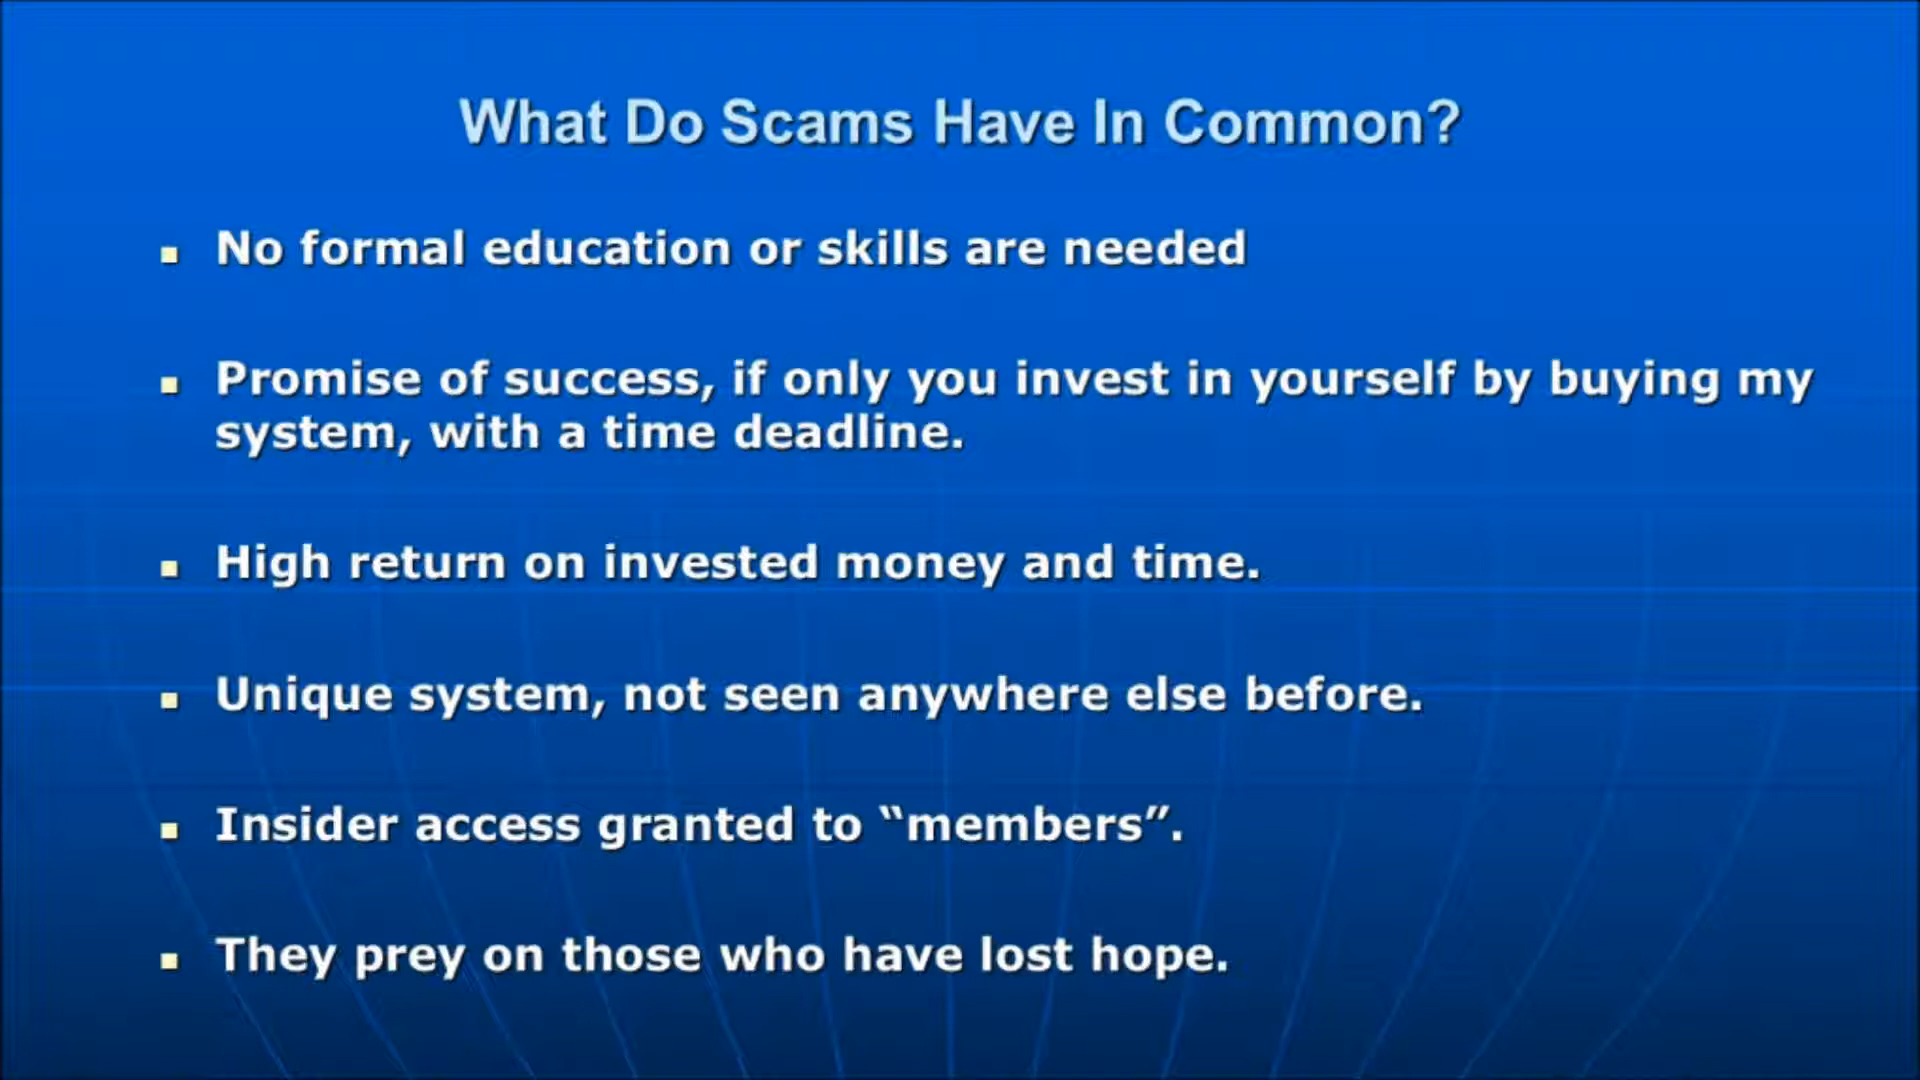 What Do Scams Have In Common?
No formal education or skills are needed
Promise of success, if only you invest in yourself by buying my
system, with a time deadline.
High return on invested money and time.
Unique system, not seen anywhere else before.
Insider access granted to “members”.
They prey on those who have lost hope.